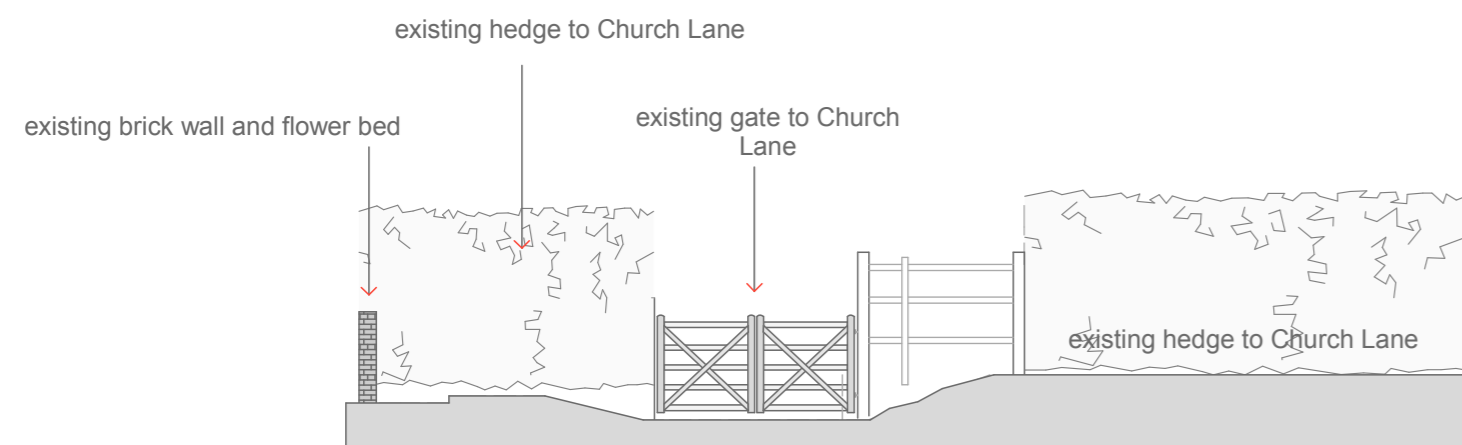 existing hedge to Church Lane
existing brick wall and flower bed
existing gate to Church
Lane
existing hedge to Church Lane